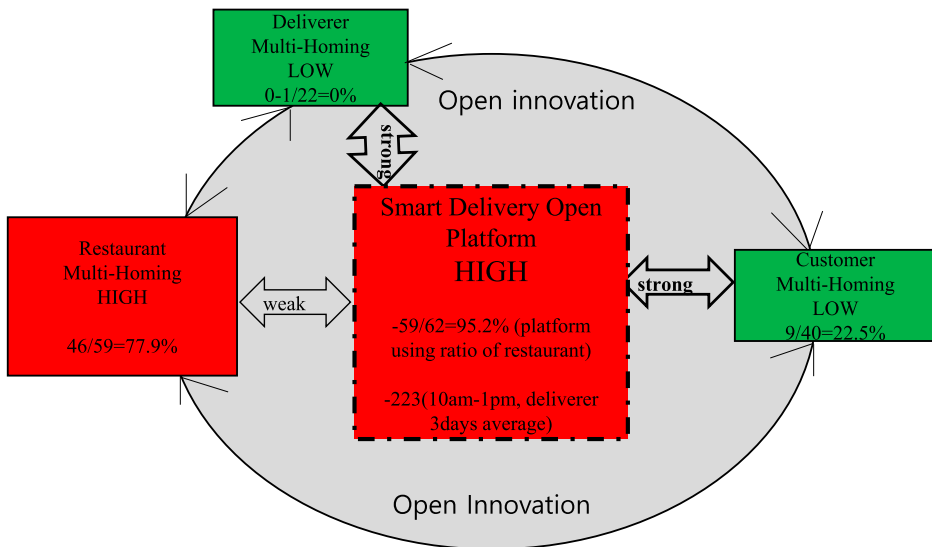 Deliverer
Multi-Homing
LOW
0-1/22=0%
Open innovation
strong
Smart Delivery Open
Platform
HIGH
-59/62=95.2% (platform
using ratio of restaurant)
-223(10am-1pm, deliverer
3days average)
Restaurant
Multi-Homing
HIGH
46/59=77.9%
weak
strong
Customer
Multi-Homing
LOW
9/40=22.5%
Open Innovation